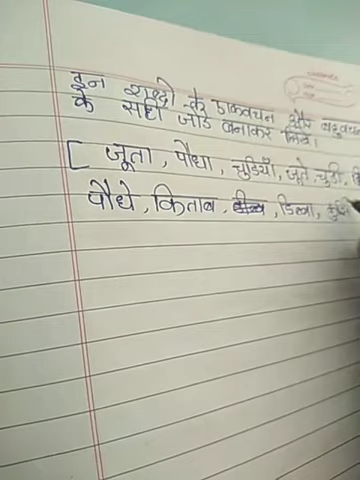 इन शब्दो के एकवचन और बहुवचन
के सही जोडे बनाकर लिखे।
[ जूता, पौधा, चुडियाँ, जूते, चुडी,
पौधे, किताब, डिब्बा,